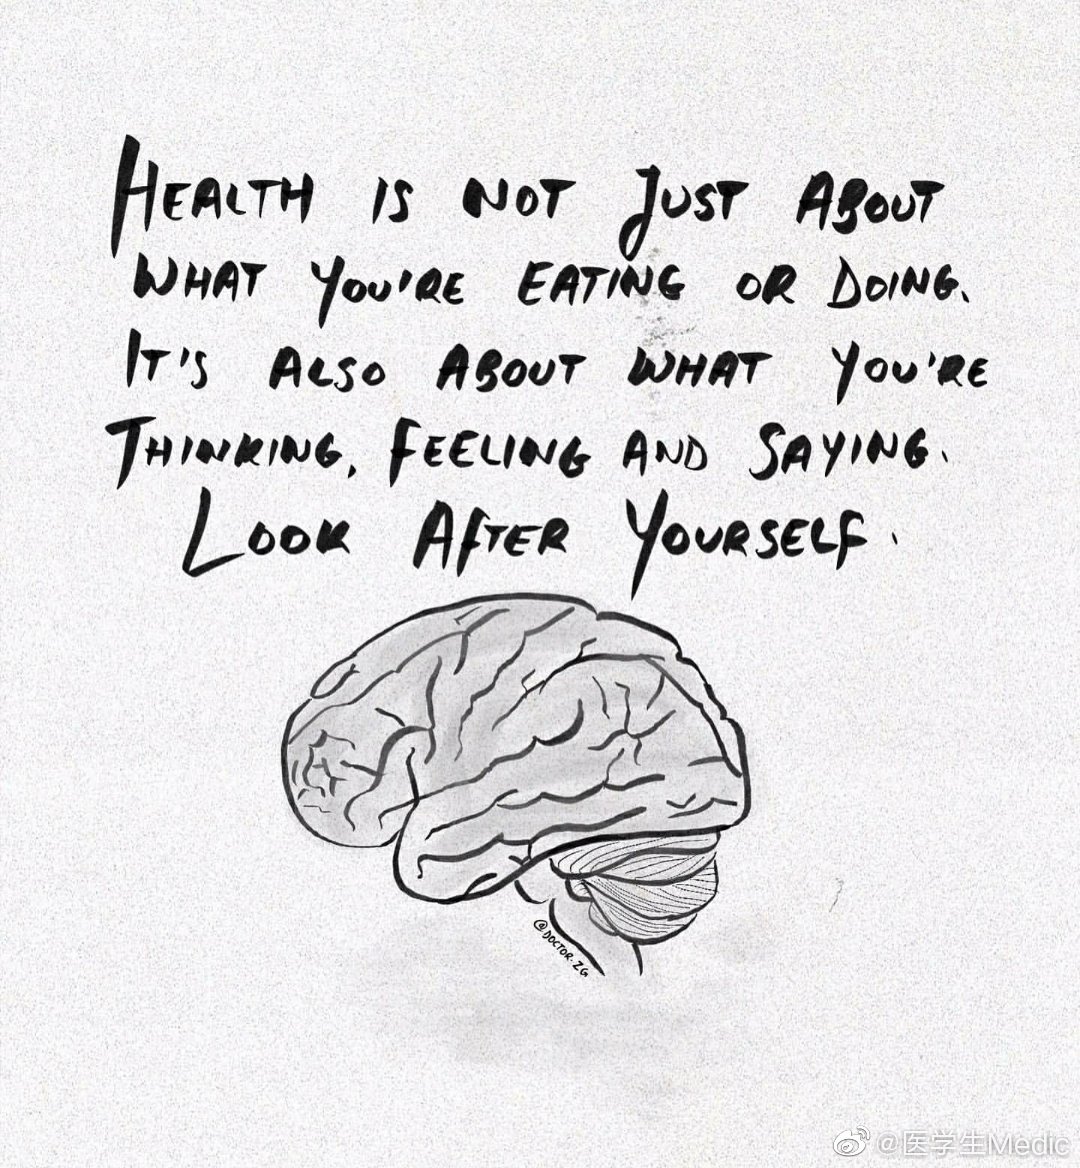 HEALTH IS NOT JUST ABOUT
WHAT YOU'RE EATING OR DOING.
IT'S ALSO ABOUT WHAT YOU'RE
THINKING, FEELING AND SAYING.
LOOK AFTER YOURSELF.
@DOCTOR.ZG
@医学生Medic